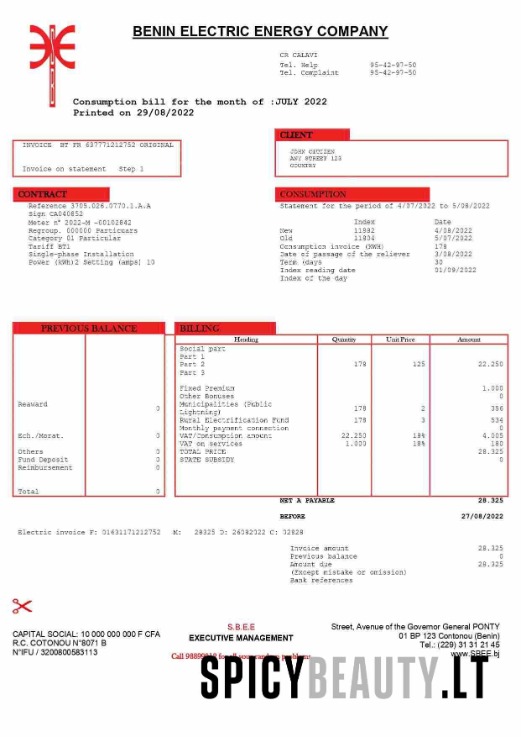 BENIN ELECTRIC ENERGY COMPANY
CR CALAVI
Tel. Help 95-42-97-50
Tel. Complaint 95-42-97-50
Consumption bill for the month of :JULY 2022
Printed on 29/08/2022
CLIENT
INVOICE BT FR 637771212752 ORIGINAL
Invoice on statement Step 1
JOHN
ANY STREET 123
COUNTRY
CONTRACT
Reference 3705.026.0770.1.A.A
Sign CA040852
Meter n° 2022-M -00102842
Regroup. 000000 Particuars
Category 01 Particular
Tariff BT1
Single-phase Installation
Power (KWH)2 Setting (amps) 10
CONSUMPTION
Statement for the period of 4/07/2022 to 5/08/2022
Index Date
New 11982 4/08/2022
Old 11804 5/07/2022
Consumption invoice (KWH) 178
Date of passage of the reliever 3/08/2022
Term (days 30
Index reading date 01/09/2022
Index of the day
PREVIOUS BALANCE
BILLING
Heading Quantity Unit Price Amount
Social part
Part 1
Part 2 178 125 22.250
Part 3
Fixed Premium 1.000
Other Bonuses 0
Municipalities (Public
Lightning) 178 2 356
Rural Electrification Fund 178 3 534
Monthly payment connection 0
VAT/Consumption amount 22.250 18% 4.005
VAT on services 1.000 18% 180
TOTAL PRICE 28.325
STATE SUBSIDY 0
Reaward 0
Ech./Morat. 0
Others 0
Fund Deposit 0
Reimbursement 0
Total 0
NET A PAYABLE 28.325
BEFORE 27/08/2022
Electric invoice F: 01631171212752 M: 28325 D: 26082022 C: 02828
Invoice amount 28.325
Previous balance 0
Amount due 28.325
(Except mistake or omission)
Bank references
CAPITAL SOCIAL: 10 000 000 000 F CFA
R.C. COTONOU N°8071 B
N°IFU / 3200800583113
S.B.E.E
EXECUTIVE MANAGEMENT
Call
Street, Avenue of the Governor General PONTY
01 BP 123 Contonou (Benin)
Tel.: (229) 31 31 21 45
www.SBEE.bj
SPICYBEAUTY.LT